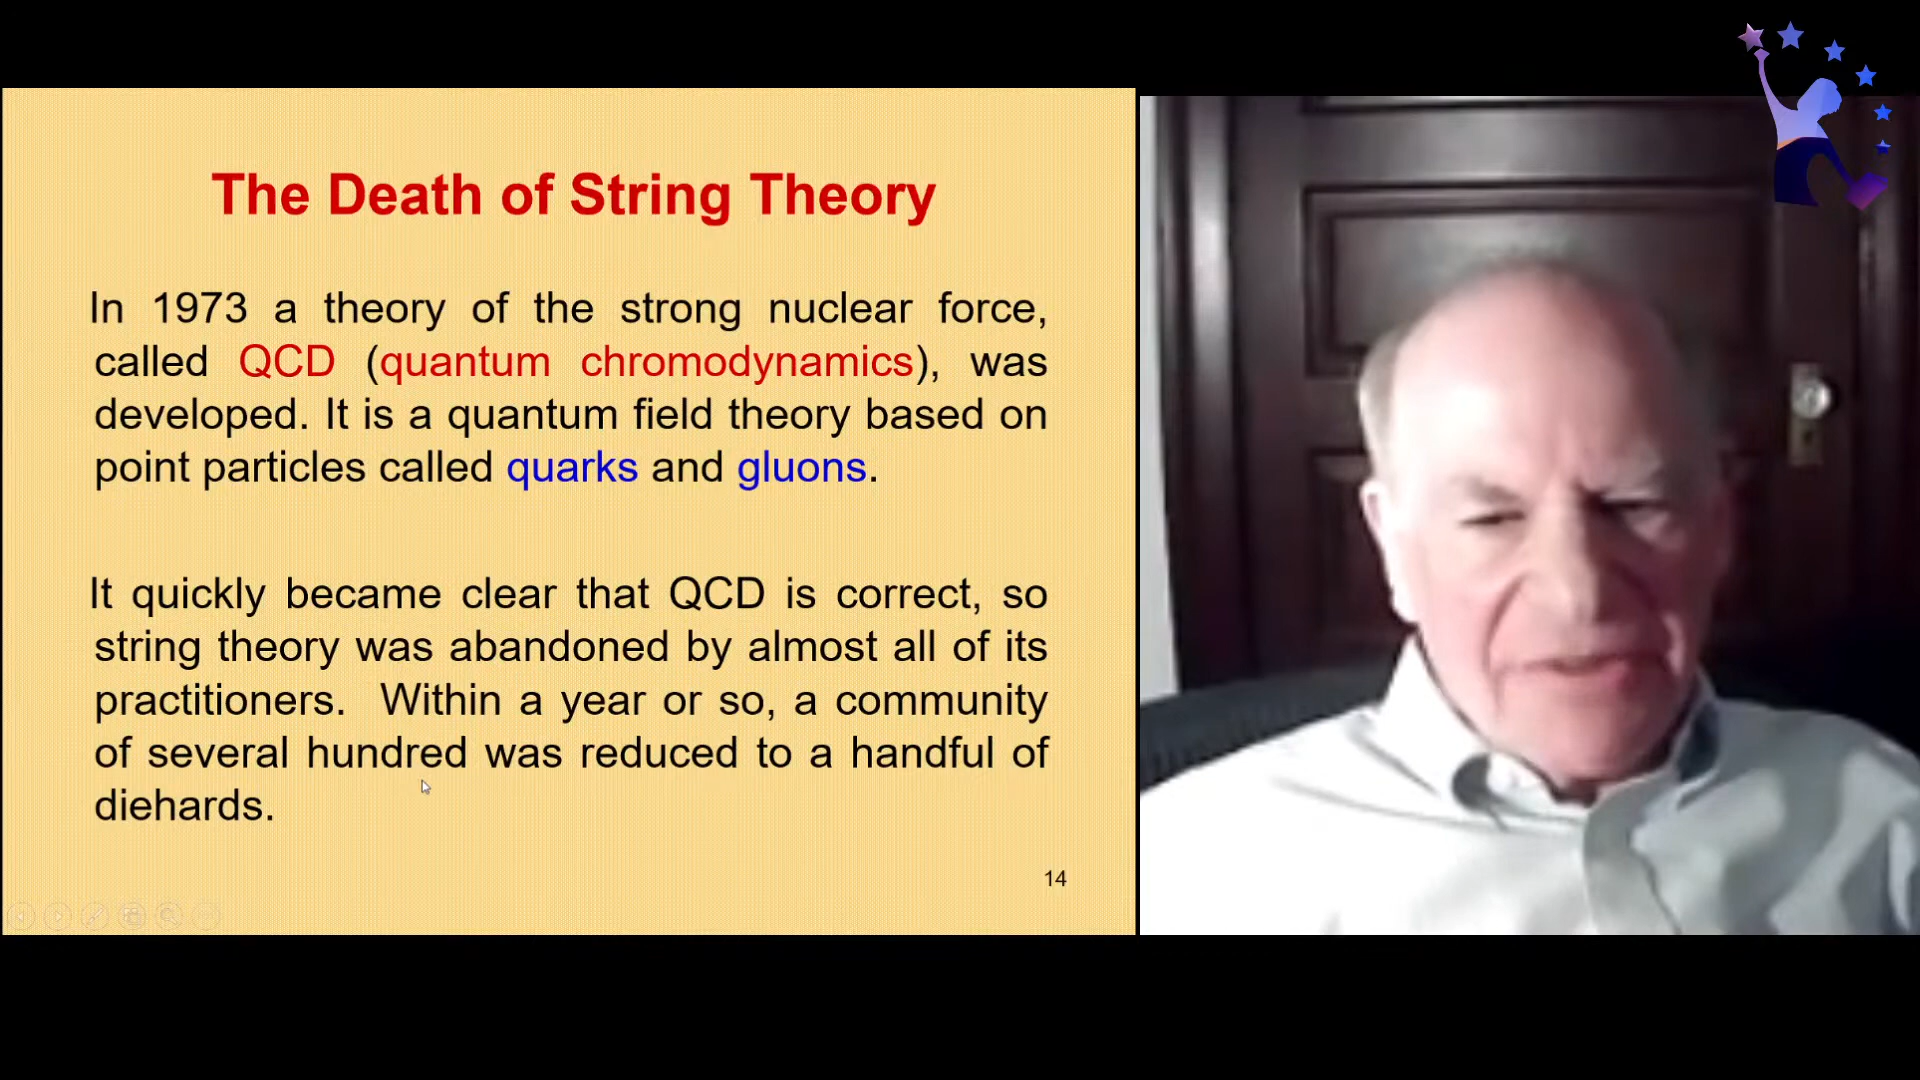 The Death of String Theory
In 1973 a theory of the strong nuclear force,
called QCD (quantum chromodynamics), was
developed. It is a quantum field theory based on
point particles called quarks and gluons.
It quickly became clear that QCD is correct, so
string theory was abandoned by almost all of its
practitioners. Within a year or so, a community
of several hundred was reduced to a handful of
diehards.
14